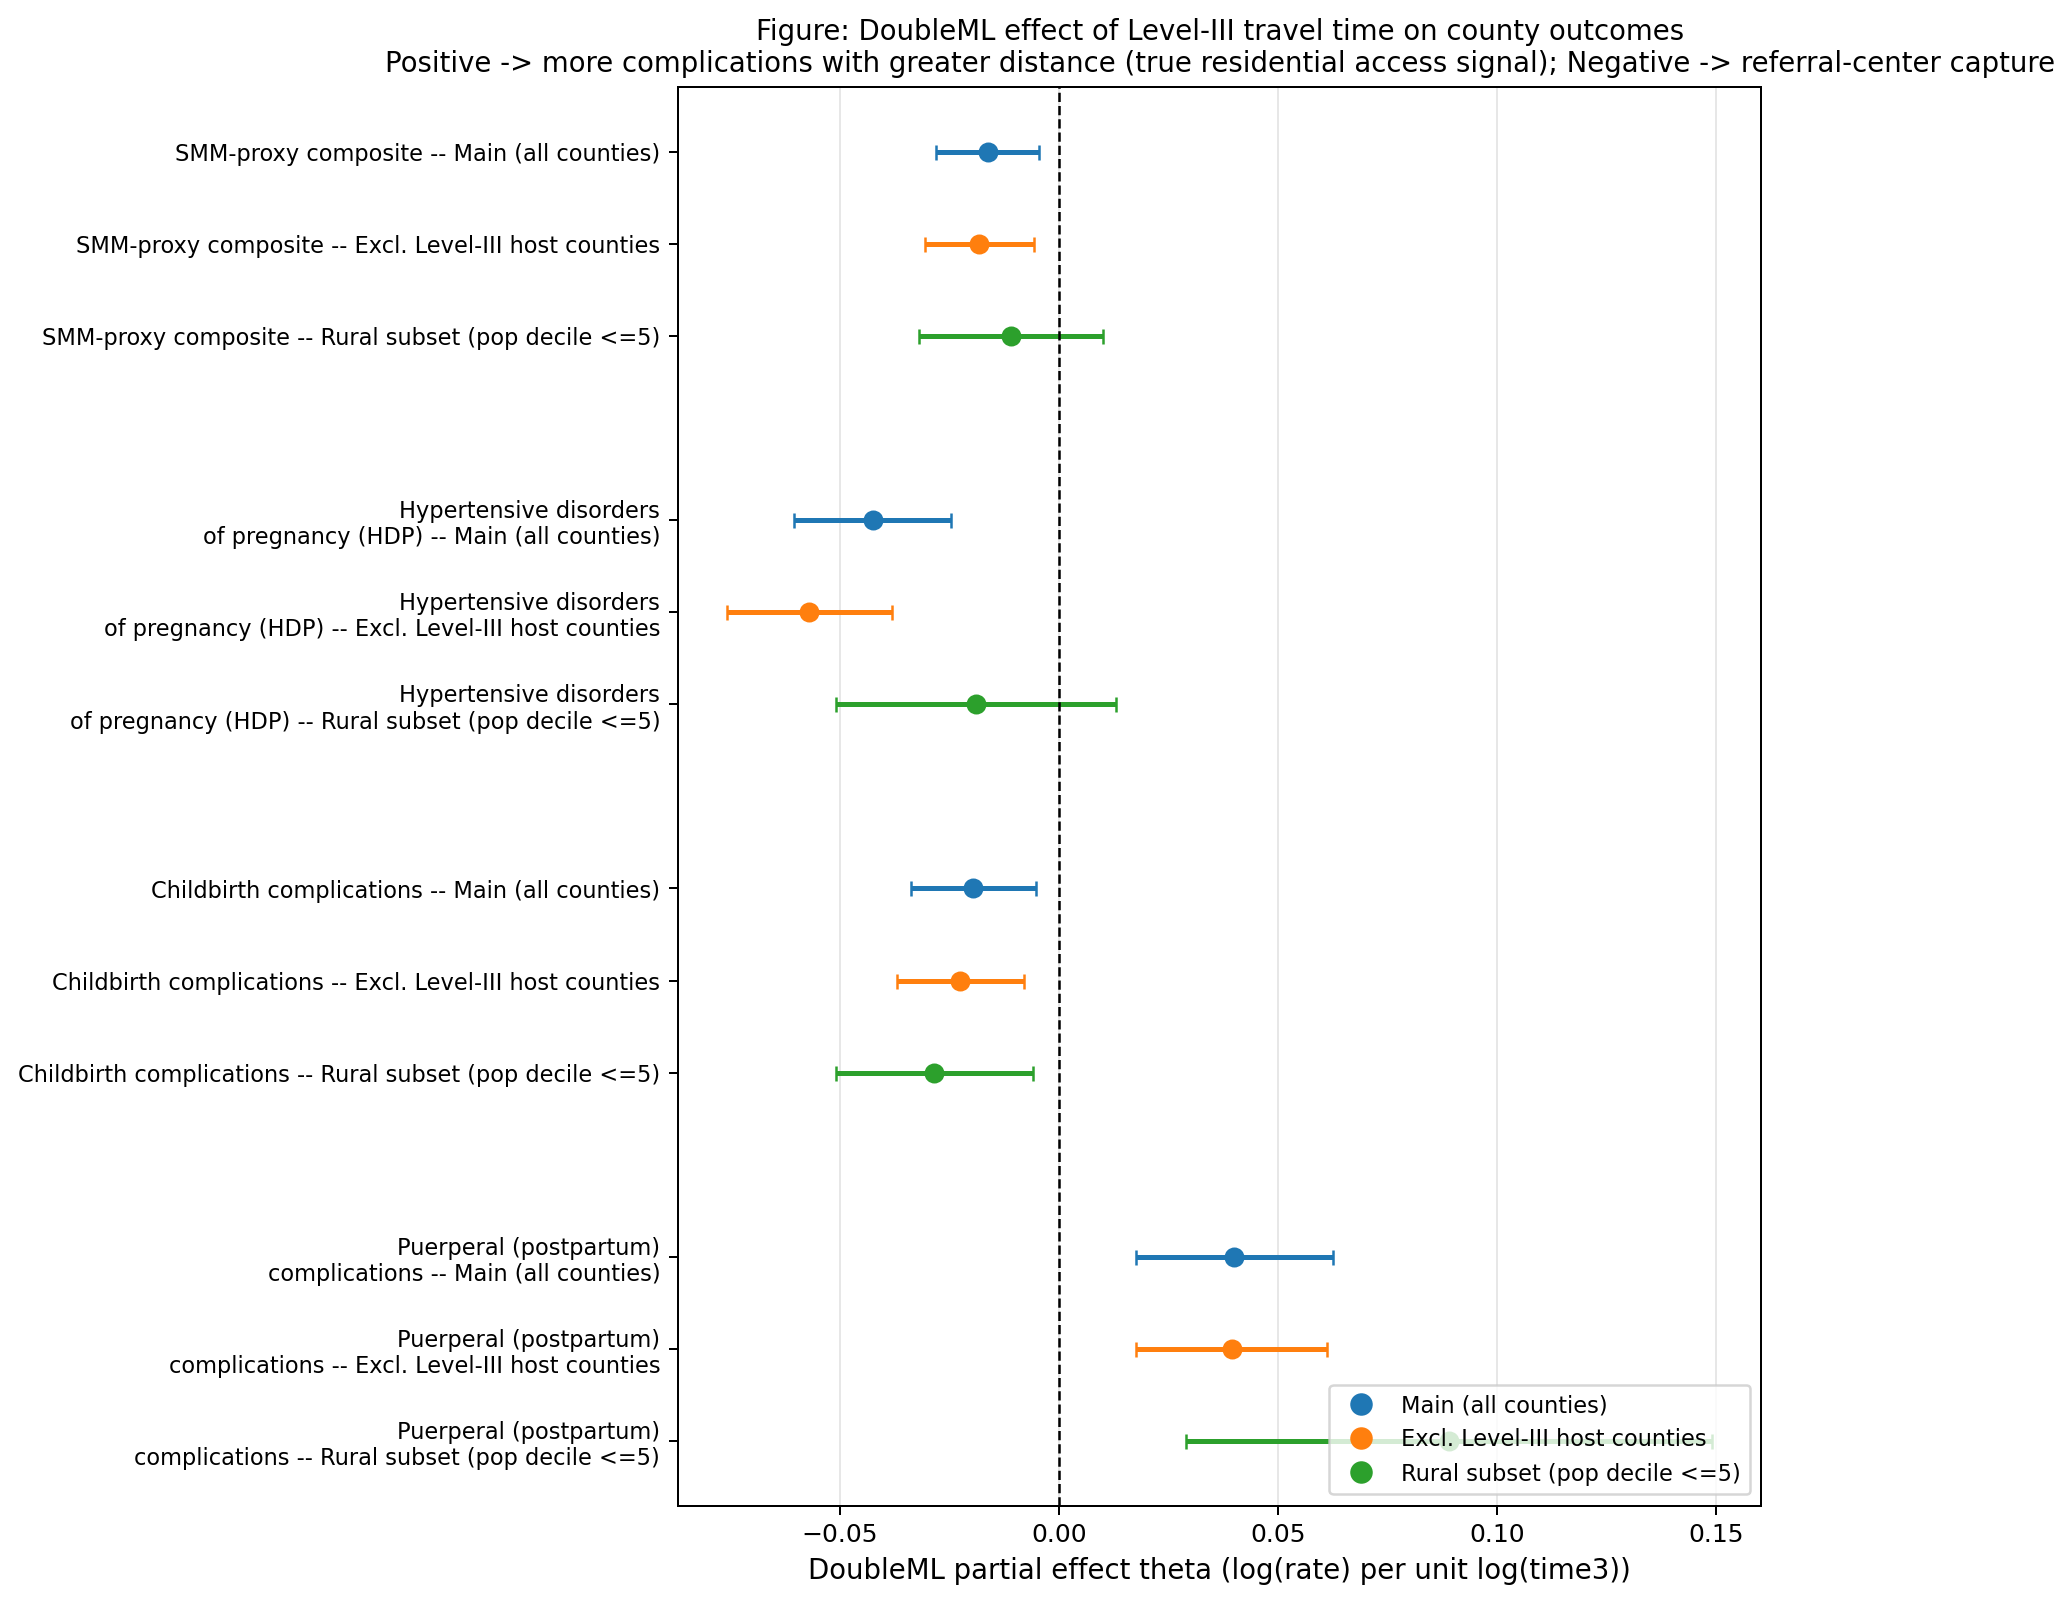 Figure: DoubleML effect of Level-III travel time on county outcomes
Positive -> more complications with greater distance (true residential access signal); Negative -> referral-center capture
SMM-proxy composite -- Main (all counties)
SMM-proxy composite -- Excl. Level-III host counties
SMM-proxy composite -- Rural subset (pop decile <=5)
Hypertensive disorders
of pregnancy (HDP) -- Main (all counties)
Hypertensive disorders
of pregnancy (HDP) -- Excl. Level-III host counties
Hypertensive disorders
of pregnancy (HDP) -- Rural subset (pop decile <=5)
Childbirth complications -- Main (all counties)
Childbirth complications -- Excl. Level-III host counties
Childbirth complications -- Rural subset (pop decile <=5)
Puerperal (postpartum)
complications -- Main (all counties)
Puerperal (postpartum)
complications -- Excl. Level-III host counties
Puerperal (postpartum)
complications -- Rural subset (pop decile <=5)
Main (all counties)
Excl. Level-III host counties
Rural subset (pop decile <=5)
−0.05 0.00 0.05 0.10 0.15
DoubleML partial effect theta (log(rate) per unit log(time3))